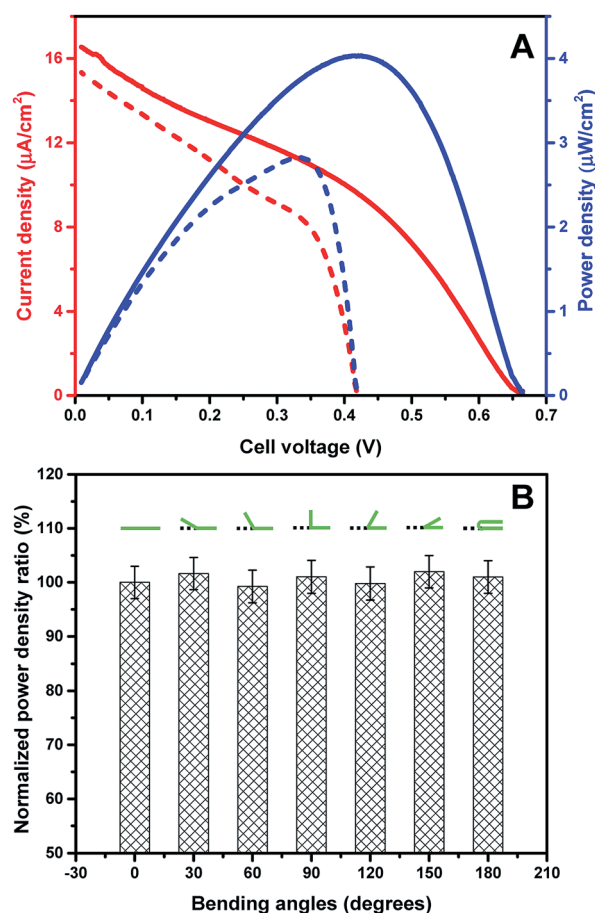 A
Current density (μA/cm²)
16
12
8
4
0
Power density (μW/cm²)
4
3
2
1
0
0.0 0.1 0.2 0.3 0.4 0.5 0.6 0.7
Cell voltage (V)
B
Normalized power density ratio (%)
120
110
100
90
80
70
60
50
-30 0 30 60 90 120 150 180 210
Bending angles (degrees)